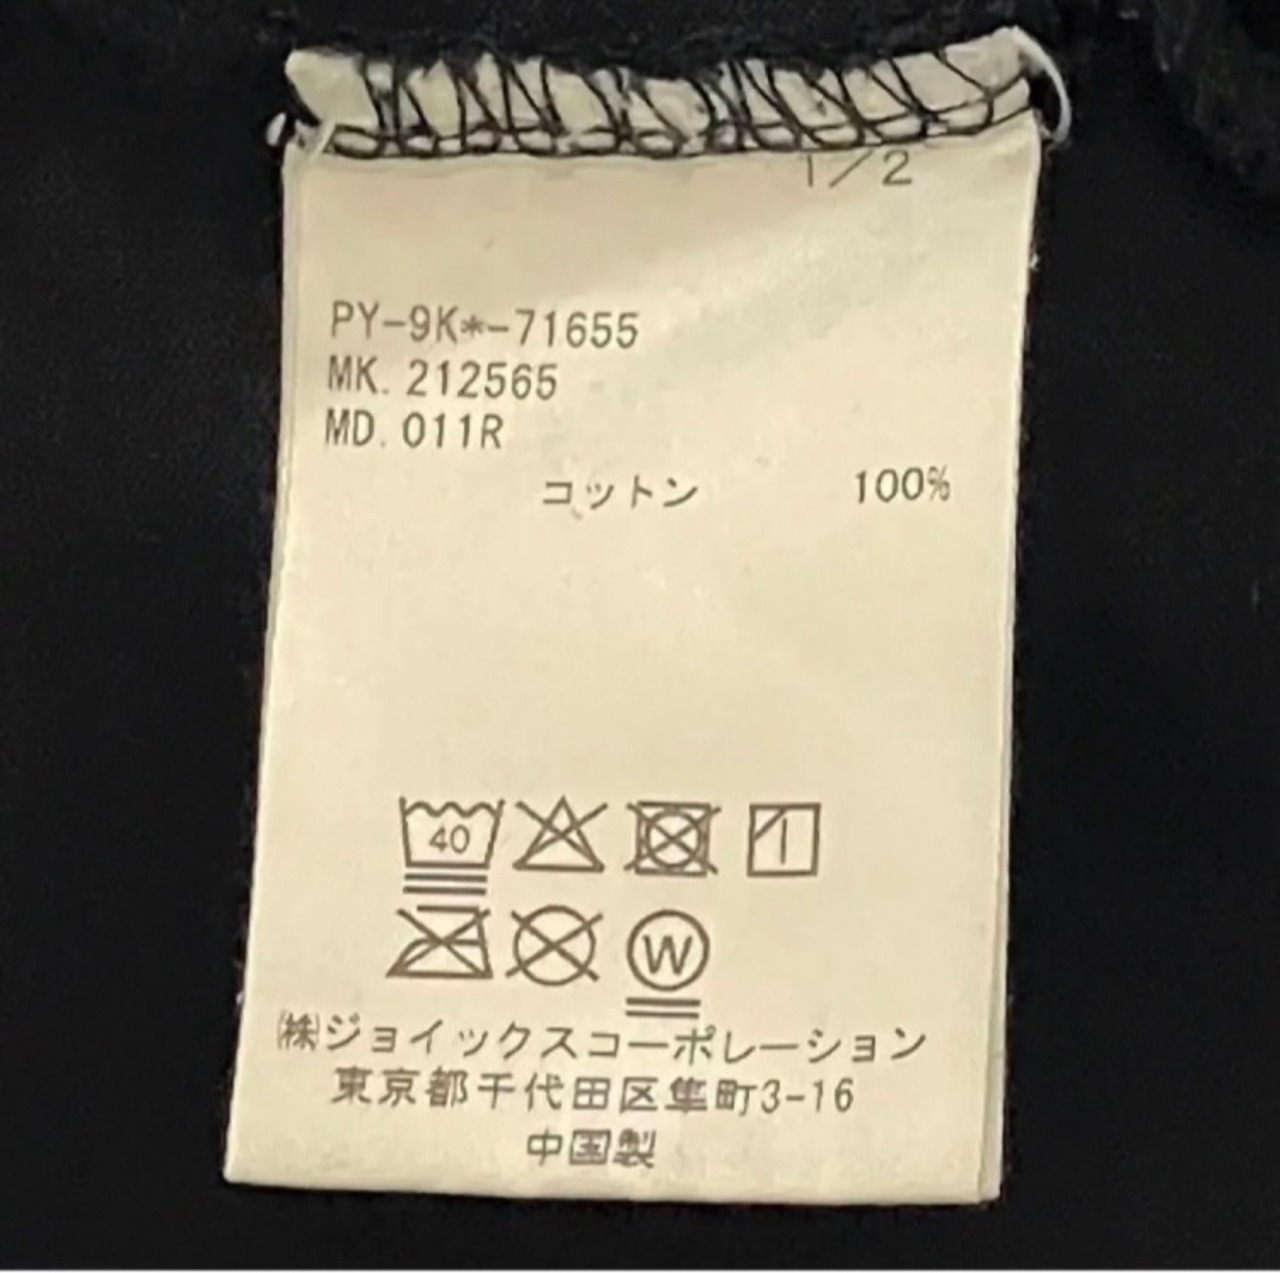 1/2
PY-9K*-71655
MK. 212565
MD. 011R
コットン 100%
40
W
㈱ジョイックスコーポレーション
東京都千代田区隼町3-16
中国製